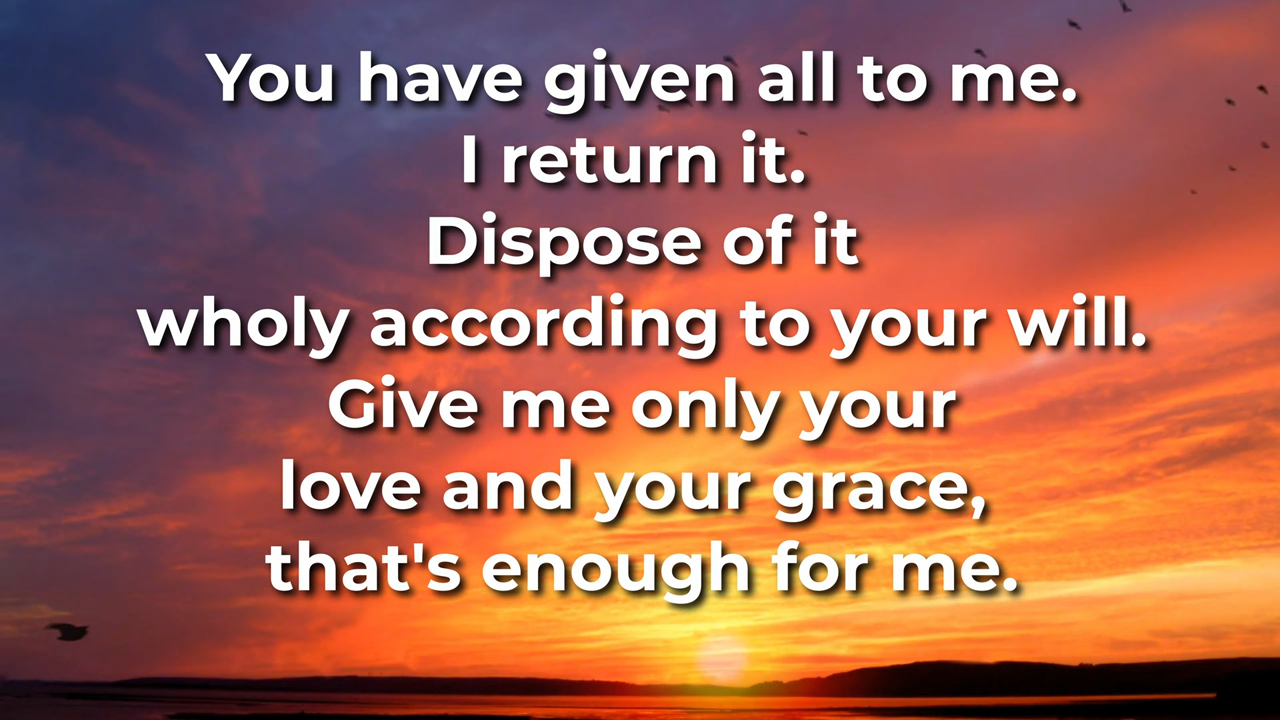 You have given all to me.
I return it.
Dispose of it
wholy according to your will.
Give me only your
love and your grace,
that's enough for me.